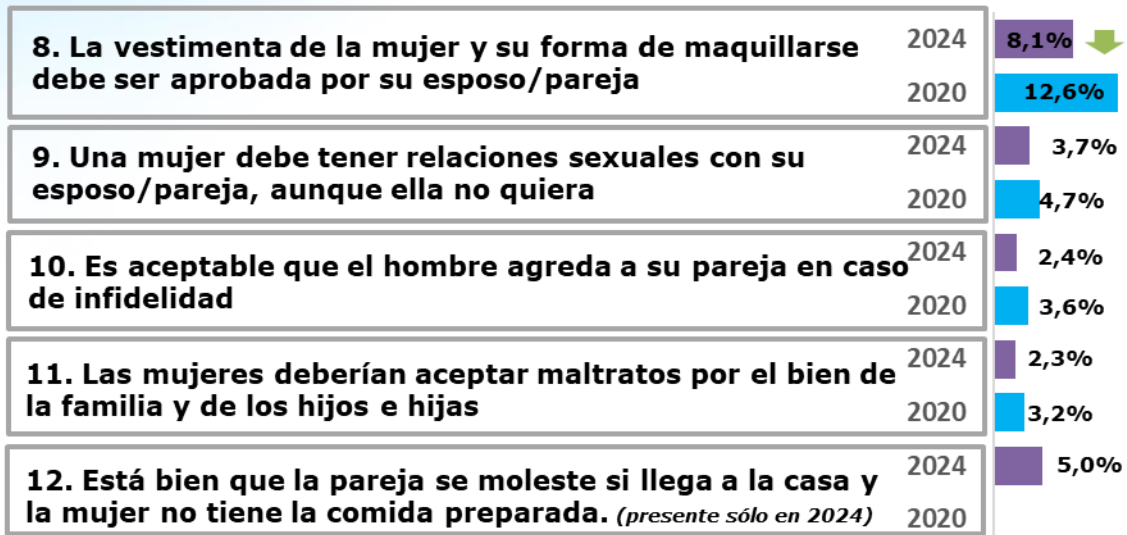 8. La vestimenta de la mujer y su forma de maquillarse
debe ser aprobada por su esposo/pareja
2024
8,1%
2020
12,6%
9. Una mujer debe tener relaciones sexuales con su
esposo/pareja, aunque ella no quiera
2024
3,7%
2020
4,7%
10. Es aceptable que el hombre agreda a su pareja en caso
de infidelidad
2024
2,4%
2020
3,6%
11. Las mujeres deberían aceptar maltratos por el bien de
la familia y de los hijos e hijas
2024
2,3%
2020
3,2%
12. Está bien que la pareja se moleste si llega a la casa y
la mujer no tiene la comida preparada. (presente sólo en 2024)
2024
5,0%
2020